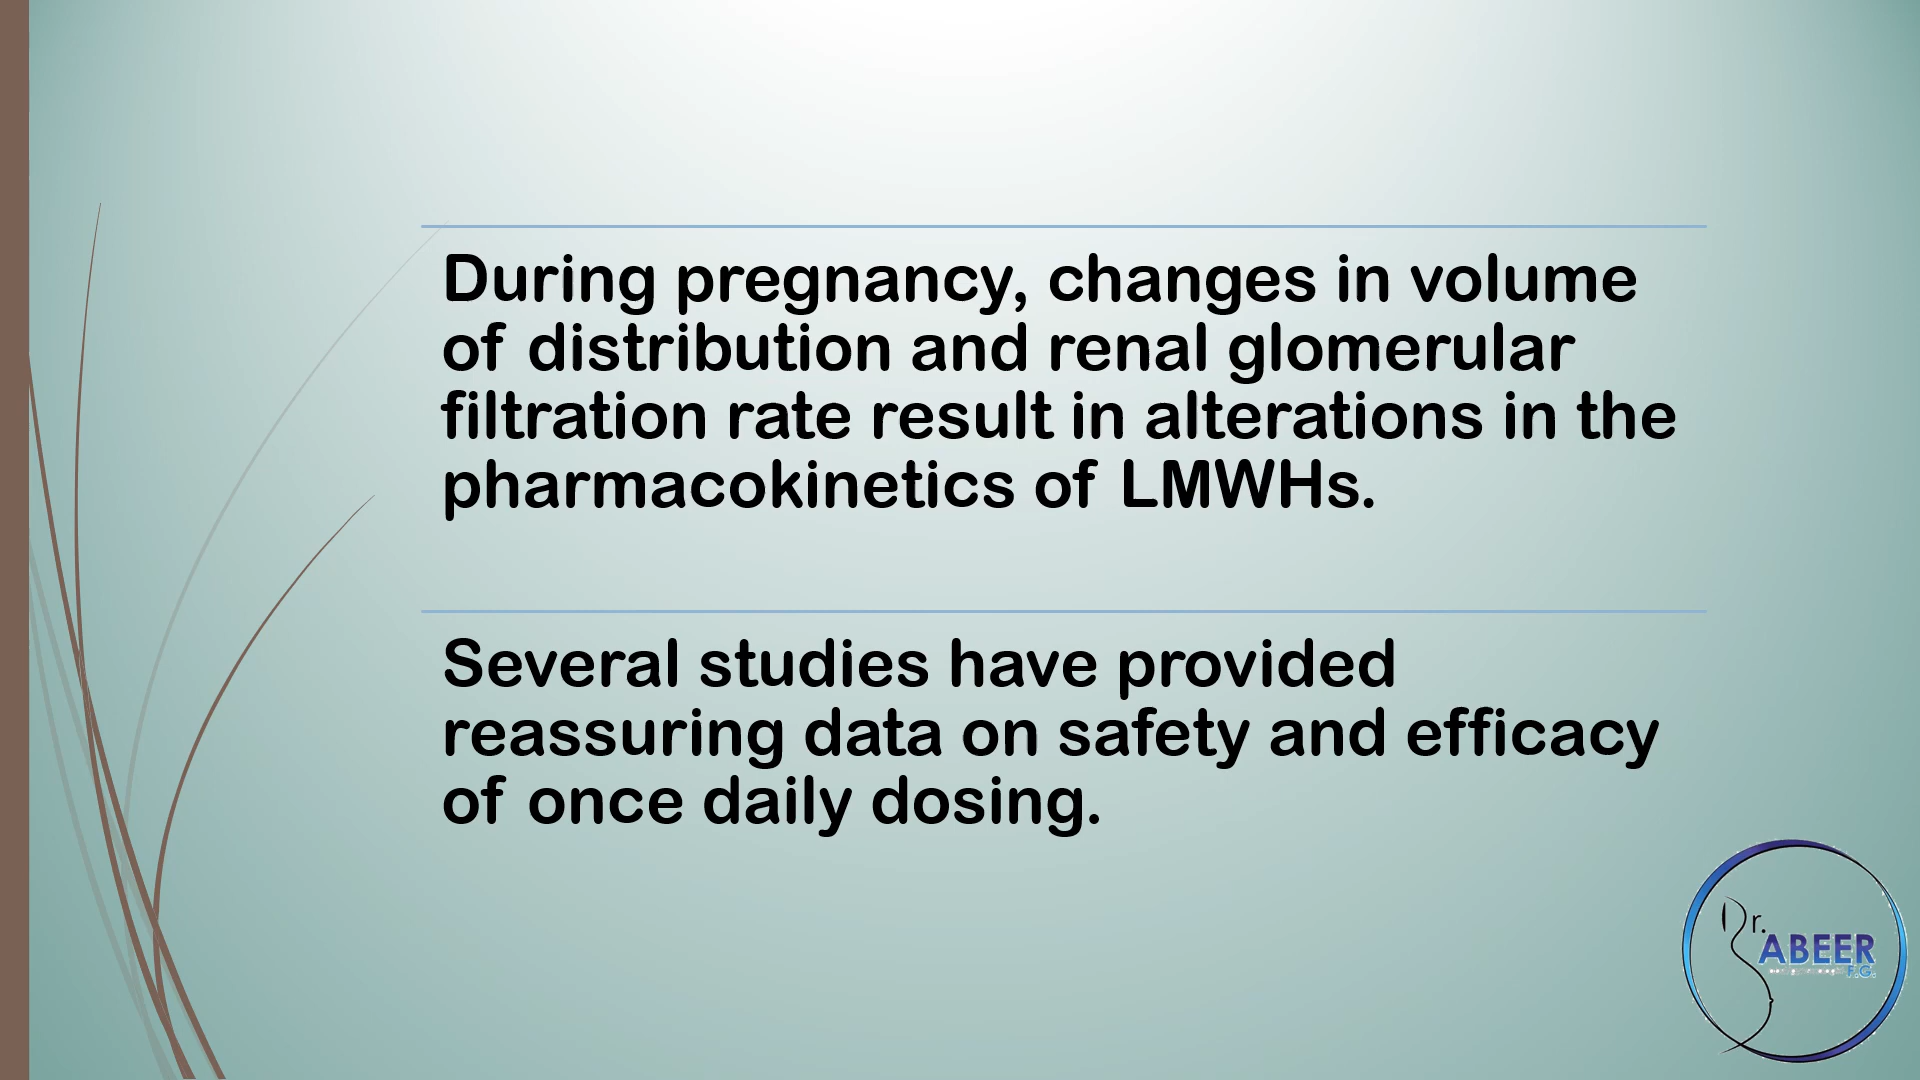 During pregnancy, changes in volume
of distribution and renal glomerular
filtration rate result in alterations in the
pharmacokinetics of LMWHs.
Several studies have provided
reassuring data on safety and efficacy
of once daily dosing.
Dr.
ABEER
F.G.